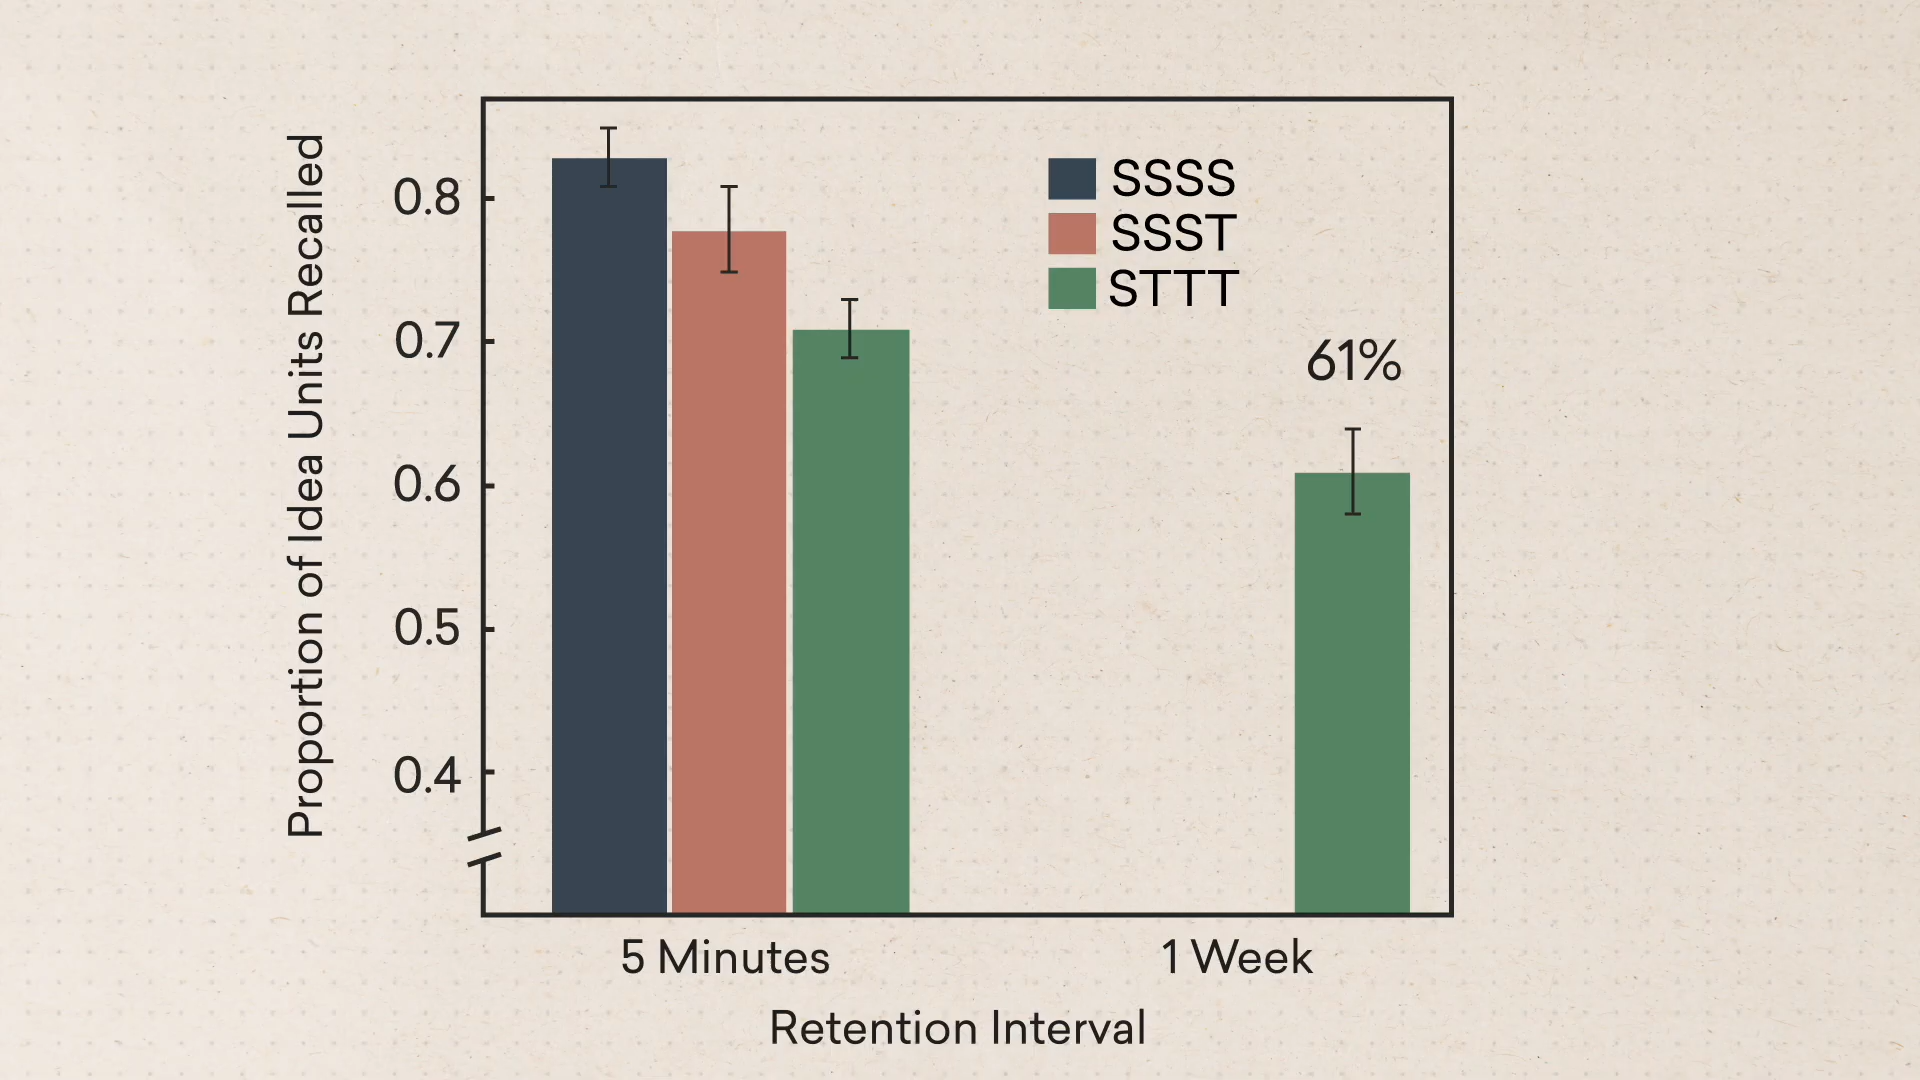 Proportion of Idea Units Recalled
0.8
0.7
0.6
0.5
0.4
SSSS
SSST
STTT
61%
5 Minutes
1 Week
Retention Interval